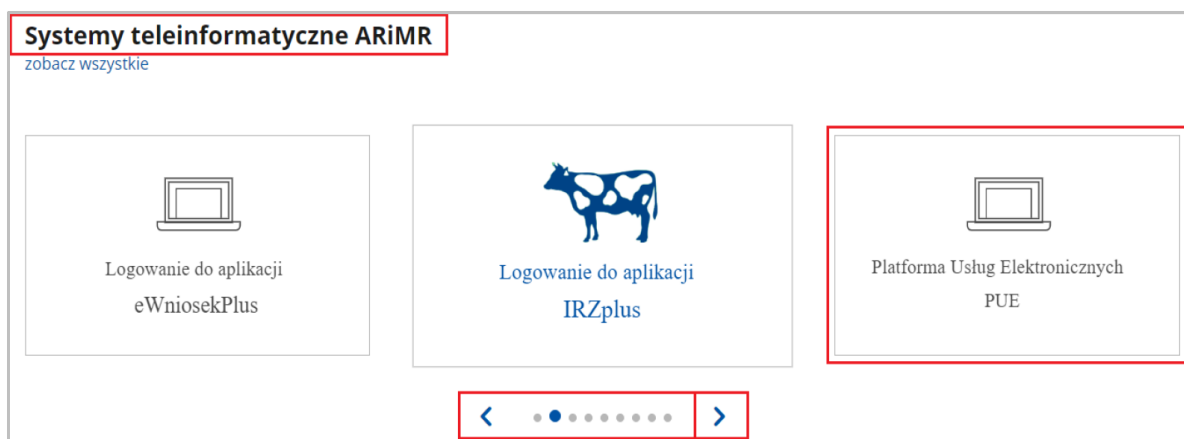 Systemy teleinformatyczne ARiMR
zobacz wszystkie
Logowanie do aplikacji
eWniosekPlus
Logowanie do aplikacji
IRZplus
Platforma Usług Elektronicznych
PUE